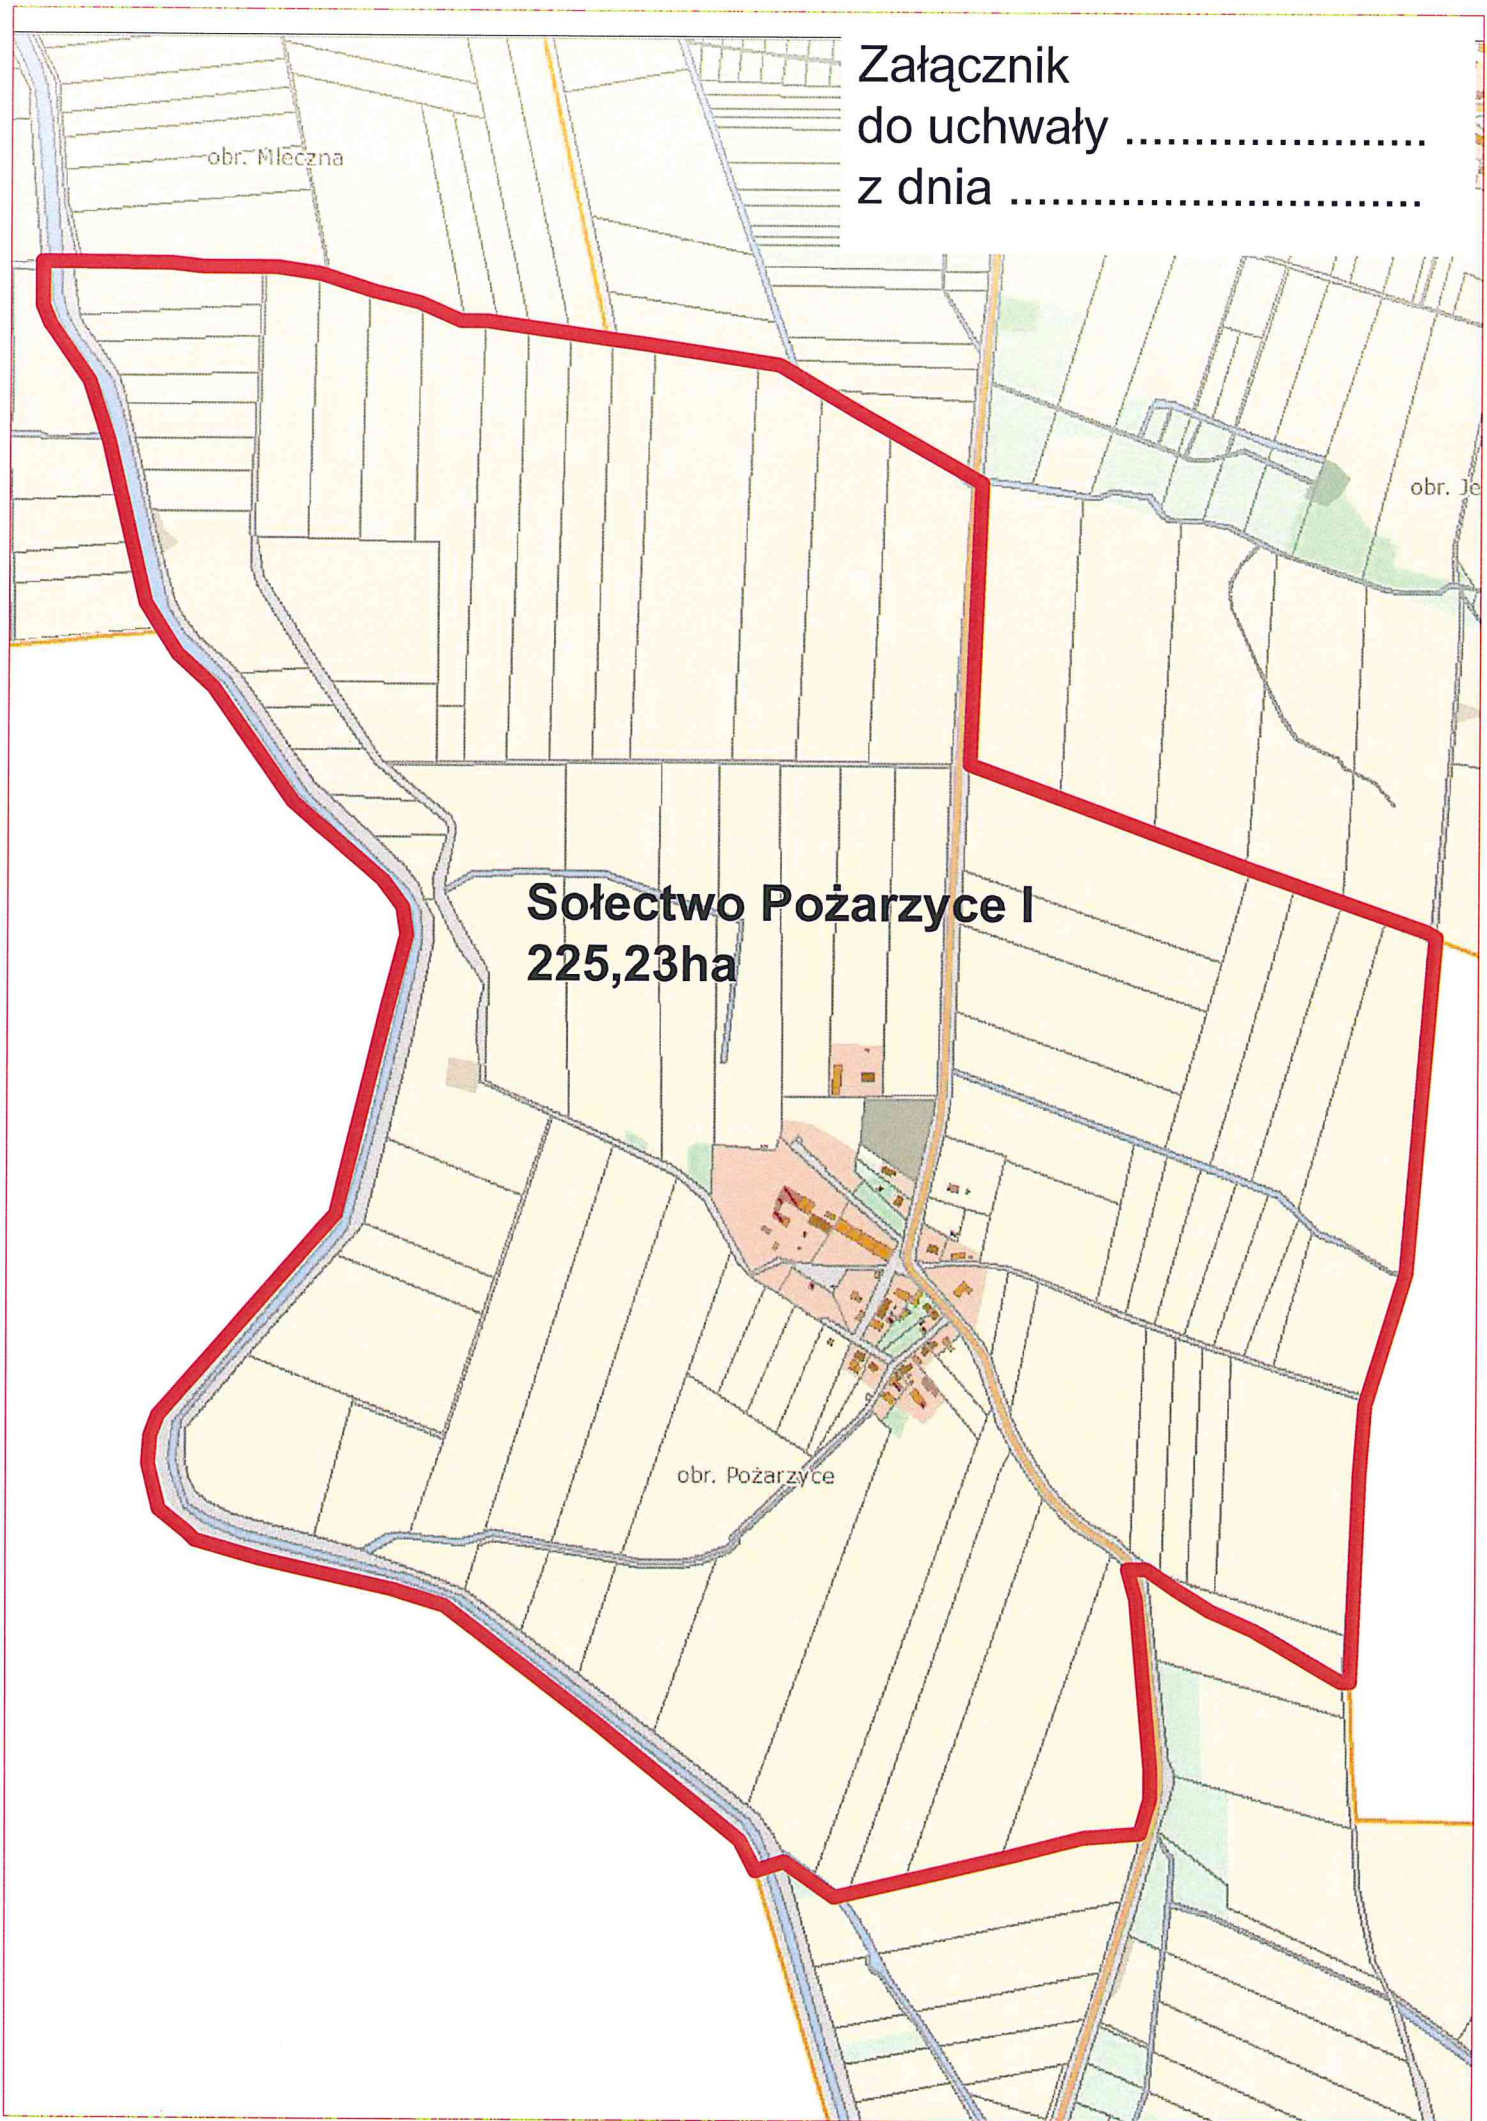 Załącznik
do uchwały ......................
z dnia ..............................
obr. Mleczna
obr. Je
Sołectwo Pożarzyce I
225,23ha
obr. Pożarzyce